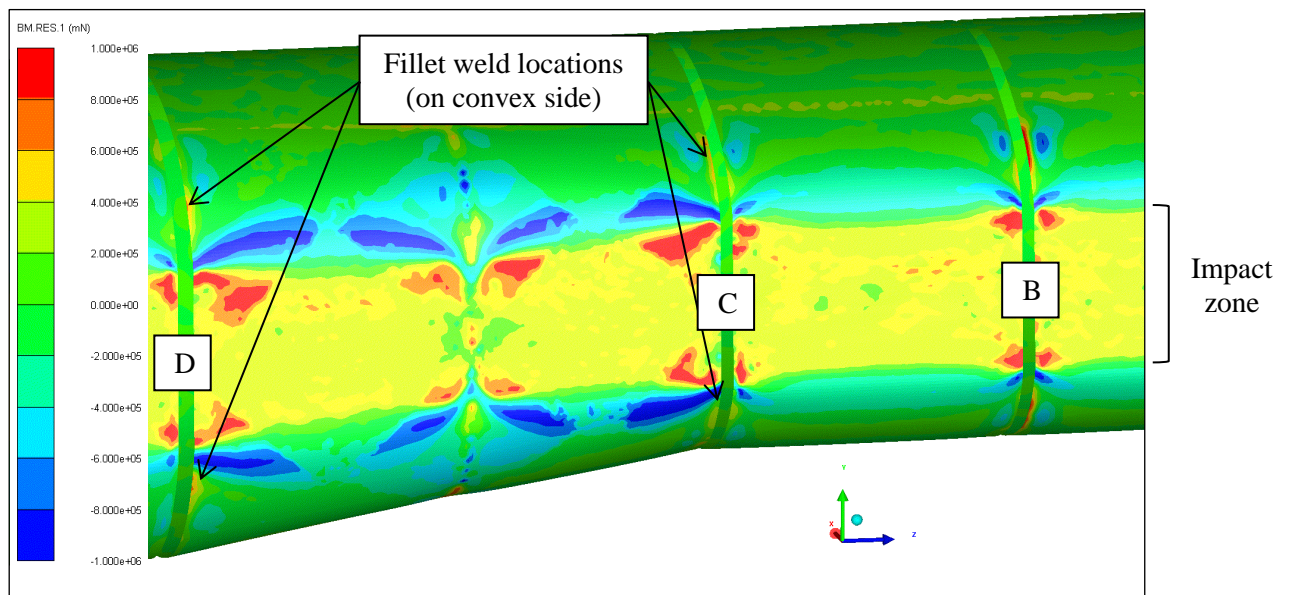 BM.RES.1 (mN)
1.000e+06
8.000e+05
6.000e+05
4.000e+05
2.000e+05
0.000e+00
-2.000e+05
-4.000e+05
-6.000e+05
-8.000e+05
-1.000e+06
Fillet weld locations
(on convex side)
D
C
B
Impact
zone
Y
X
Z